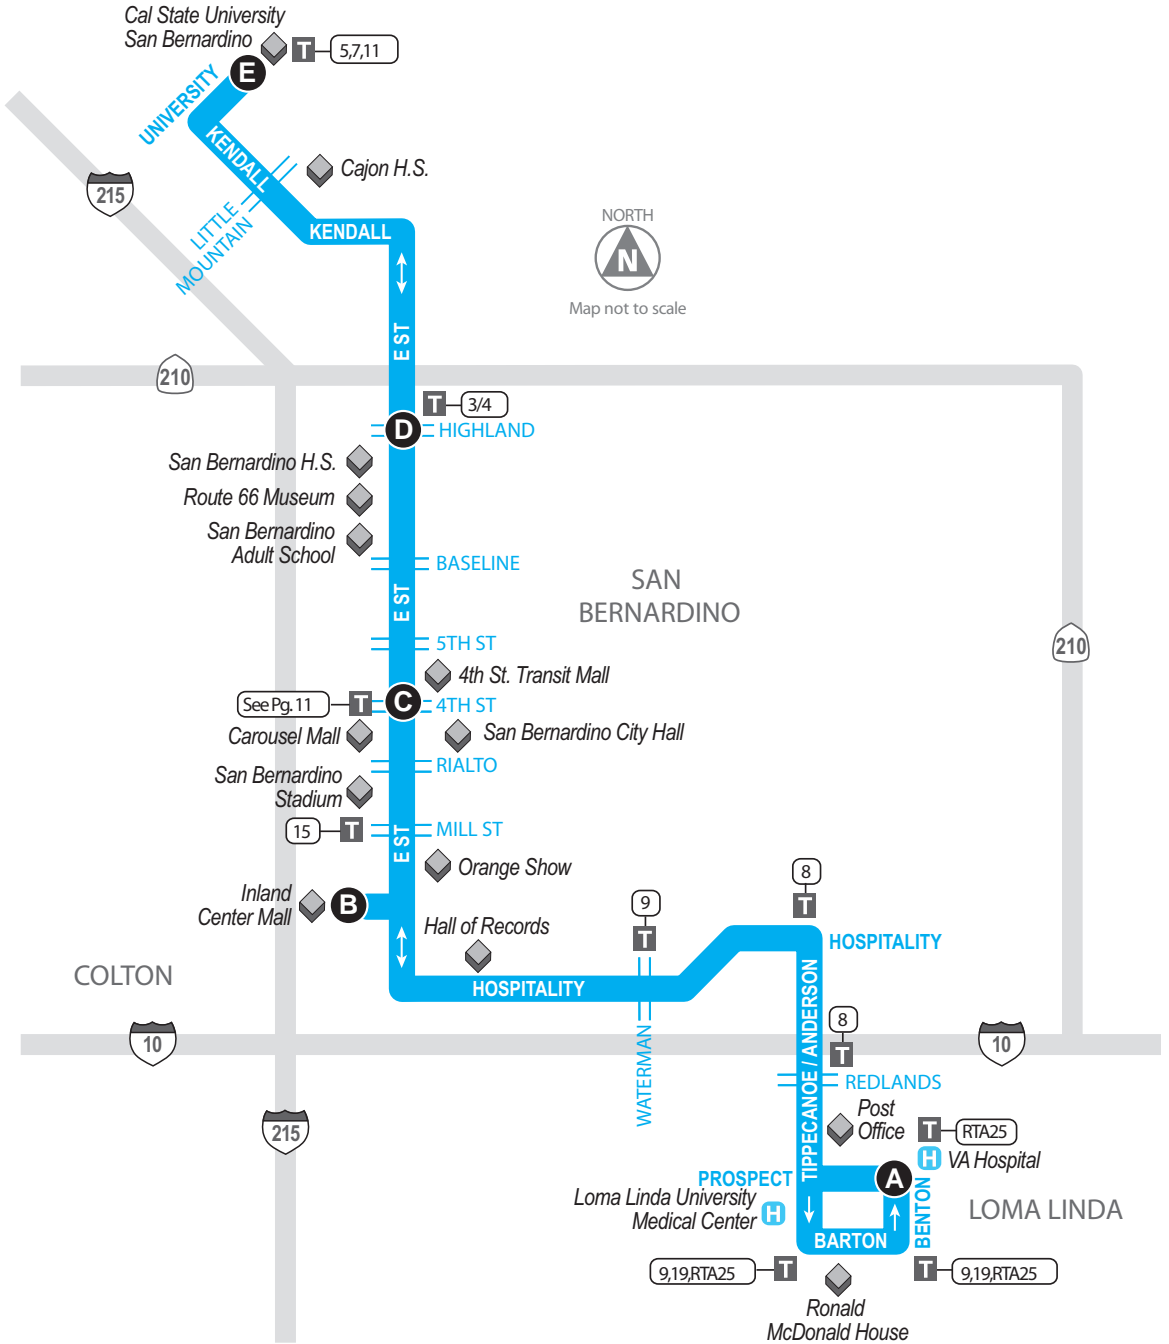 Cal State University
San Bernardino
T
5,7,11
E
UNIVERSITY
KENDALL
Cajon H.S.
215
LITTLE
MOUNTAIN
KENDALL
NORTH
N
Map not to scale
E ST
210
T
3/4
D
HIGHLAND
San Bernardino H.S.
Route 66 Museum
San Bernardino
Adult School
BASELINE
E ST
SAN
BERNARDINO
5TH ST
210
4th St. Transit Mall
See Pg. 11
T
C
4TH ST
Carousel Mall
San Bernardino City Hall
RIALTO
San Bernardino
Stadium
15
T
MILL ST
E ST
Orange Show
Inland
Center Mall
B
8
T
9
T
Hall of Records
HOSPITALITY
COLTON
HOSPITALITY
TIPPECANOE / ANDERSON
8
T
10
10
WATERMAN
REDLANDS
215
Post
Office
T
RTA25
H
VA Hospital
PROSPECT
A
Loma Linda University
Medical Center
H
BENTON
LOMA LINDA
BARTON
9,19,RTA25
T
T
9,19,RTA25
Ronald
McDonald House